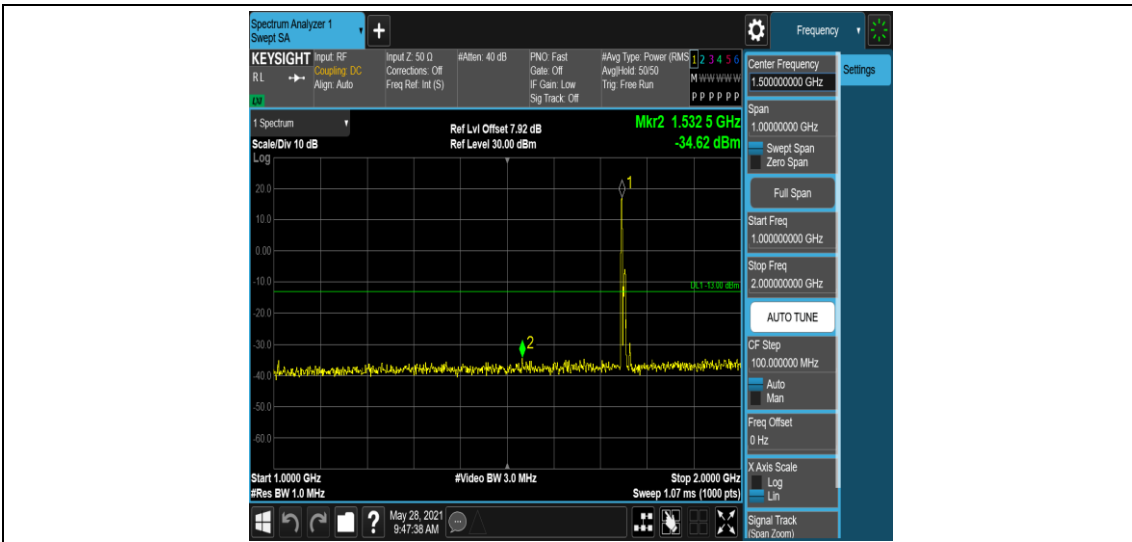 Spectrum Analyzer 1
Swept SA
+
Frequency
KEYSIGHT
RL
LXI
Input: RF
Coupling: DC
Align: Auto
Input Z: 50 Ω
Corrections: Off
Freq Ref: Int (S)
#Atten: 40 dB
PNO: Fast
Gate: Off
IF Gain: Low
Sig Track: Off
#Avg Type: Power (RMS
Avg|Hold: 50/50
Trig: Free Run
1 2 3 4 5 6
M W W W W W
P P P P P P
1 Spectrum
Scale/Div 10 dB
Log
Ref Lvl Offset 7.92 dB
Ref Level 30.00 dBm
Mkr2 1.532 5 GHz
-34.62 dBm
20.0
10.0
0.00
-10.0
-20.0
-30.0
-40.0
-50.0
-60.0
1
DL1 -13.00 dBm
2
Start 1.0000 GHz
#Res BW 1.0 MHz
#Video BW 3.0 MHz
Stop 2.0000 GHz
Sweep 1.07 ms (1000 pts)
?
May 28, 2021
9:47:38 AM
Center Frequency
1.500000000 GHz
Settings
Span
1.00000000 GHz
Swept Span
Zero Span
Full Span
Start Freq
1.000000000 GHz
Stop Freq
2.000000000 GHz
AUTO TUNE
CF Step
100.000000 MHz
Auto
Man
Freq Offset
0 Hz
X Axis Scale
Log
Lin
Signal Track
(Span Zoom)